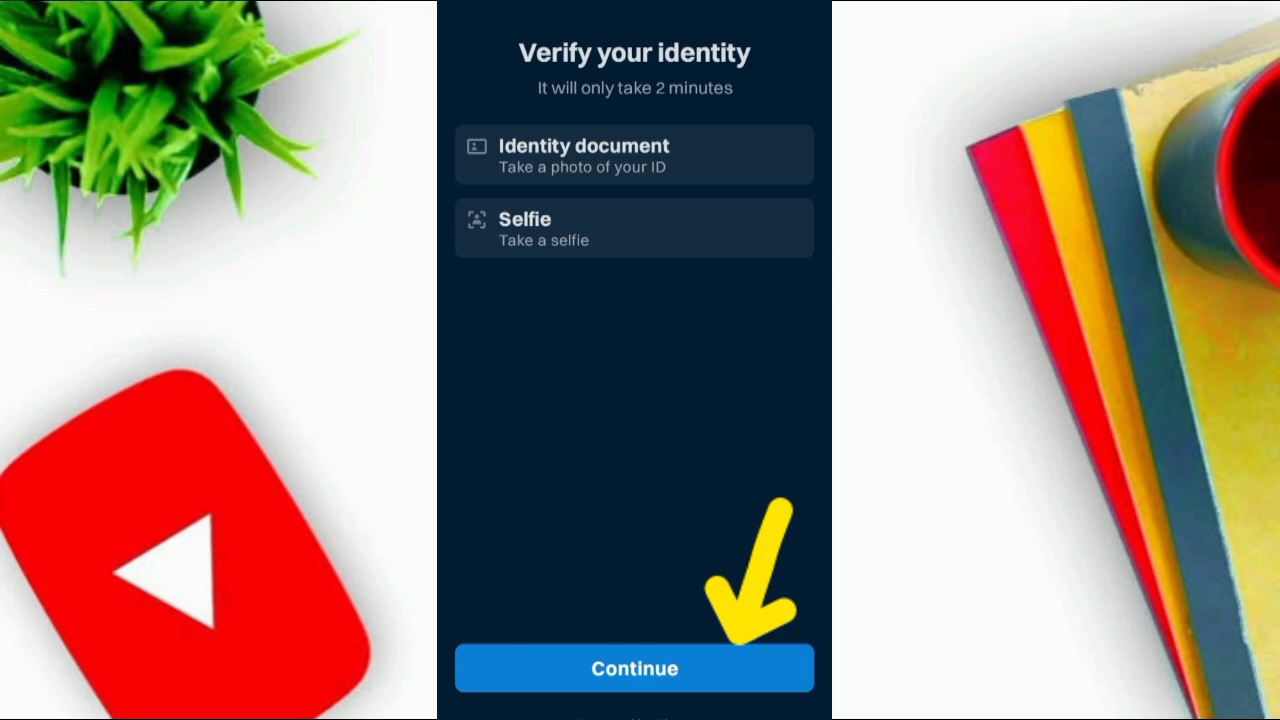 Verify your identity
It will only take 2 minutes
Identity document
Take a photo of your ID
Selfie
Take a selfie
Continue